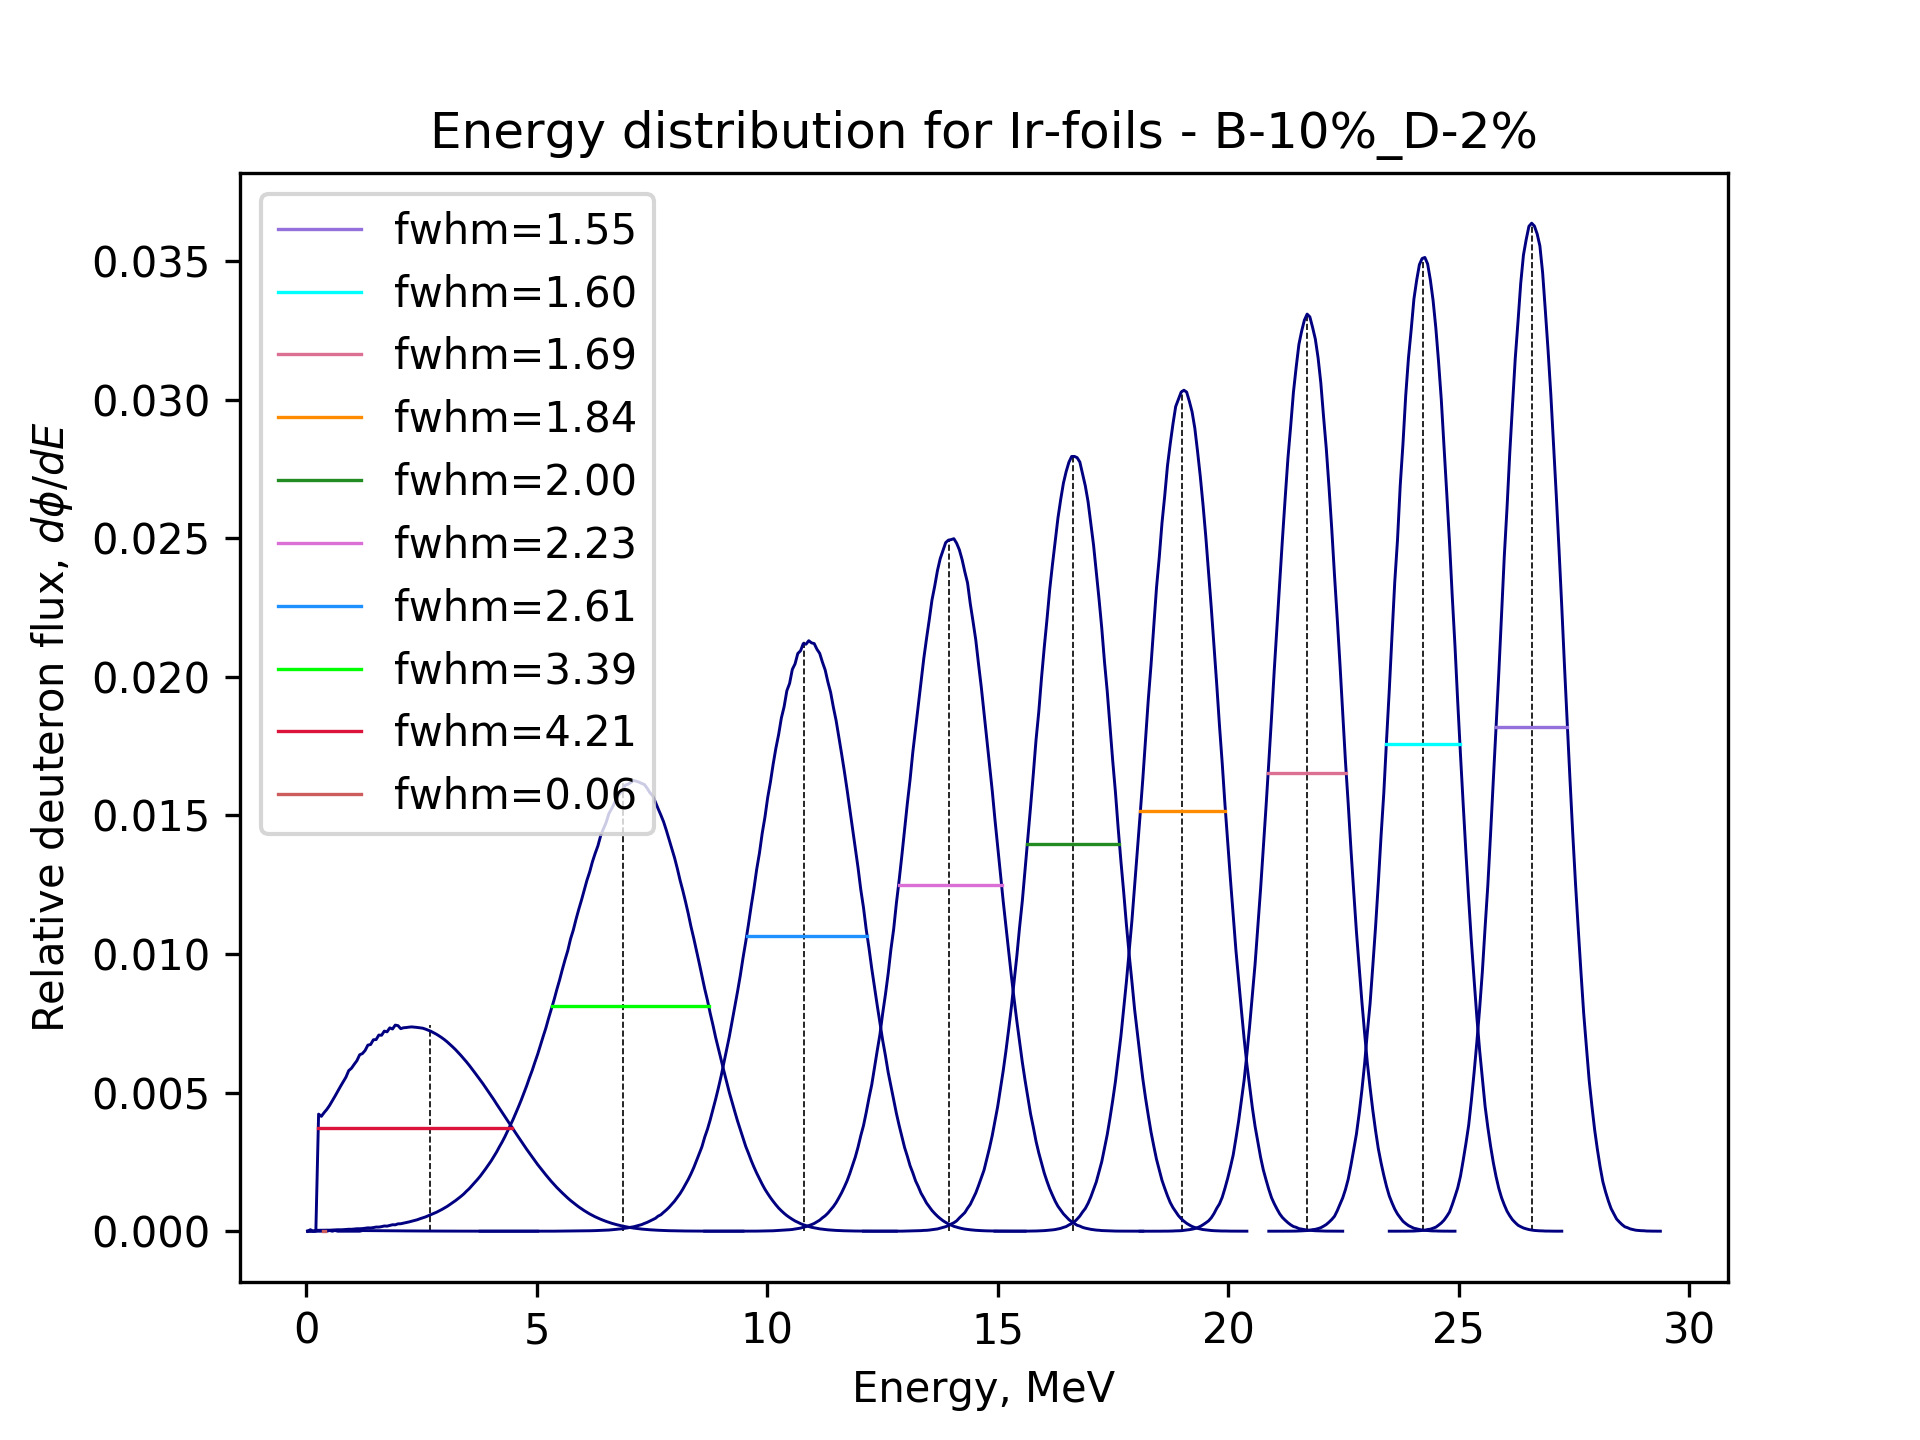 Energy distribution for Ir-foils - B-10%_D-2%
fwhm=1.55
fwhm=1.60
fwhm=1.69
fwhm=1.84
fwhm=2.00
fwhm=2.23
fwhm=2.61
fwhm=3.39
fwhm=4.21
fwhm=0.06
Relative deuteron flux, dϕ/dE
0.035
0.030
0.025
0.020
0.015
0.010
0.005
0.000
0 5 10 15 20 25 30
Energy, MeV